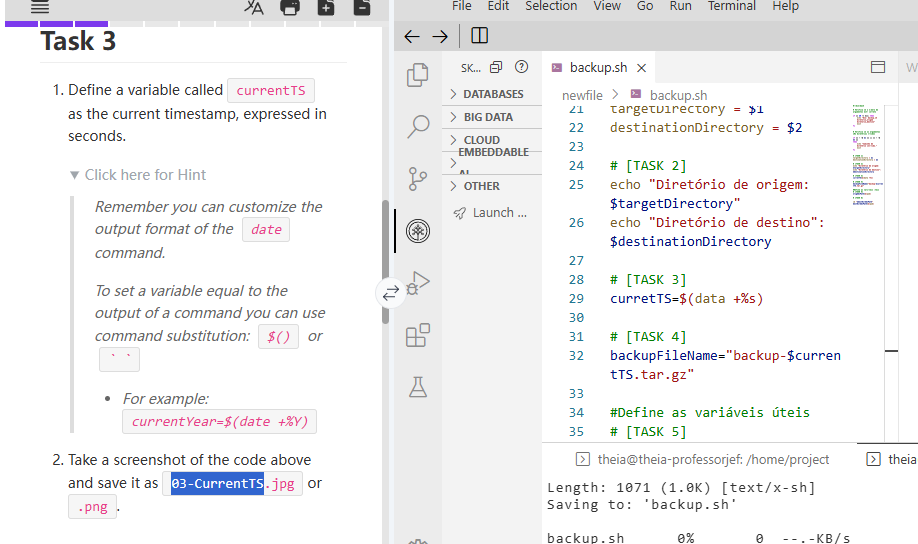 File Edit Selection View Go Run Terminal Help
Task 3
1. Define a variable called currentTS
as the current timestamp, expressed in
seconds.
▼ Click here for Hint
Remember you can customize the
output format of the date
command.
To set a variable equal to the
output of a command you can use
command substitution: $() or
` `
• For example:
currentYear=$(date +%Y)
2. Take a screenshot of the code above
and save it as 03-CurrentTS.jpg or
.png.
SK...
DATABASES
BIG DATA
CLOUD
EMBEDDABLE
AI
OTHER
Launch ...
backup.sh
W
newfile > backup.sh
21 targetDirectory = $1
22 destinationDirectory = $2
23
24 # [TASK 2]
25 echo "Diretório de origem:
$targetDirectory"
26 echo "Diretório de destino":
$destinationDirectory
27
28 # [TASK 3]
29 curretTS=$(data +%s)
30
31 # [TASK 4]
32 backupFileName="backup-$curren
tTS.tar.gz"
33
34 #Define as variáveis úteis
35 # [TASK 5]
theia@theia-professorjef: /home/project
theia
Length: 1071 (1.0K) [text/x-sh]
Saving to: 'backup.sh'
backup.sh 0% 0 --.-KB/s